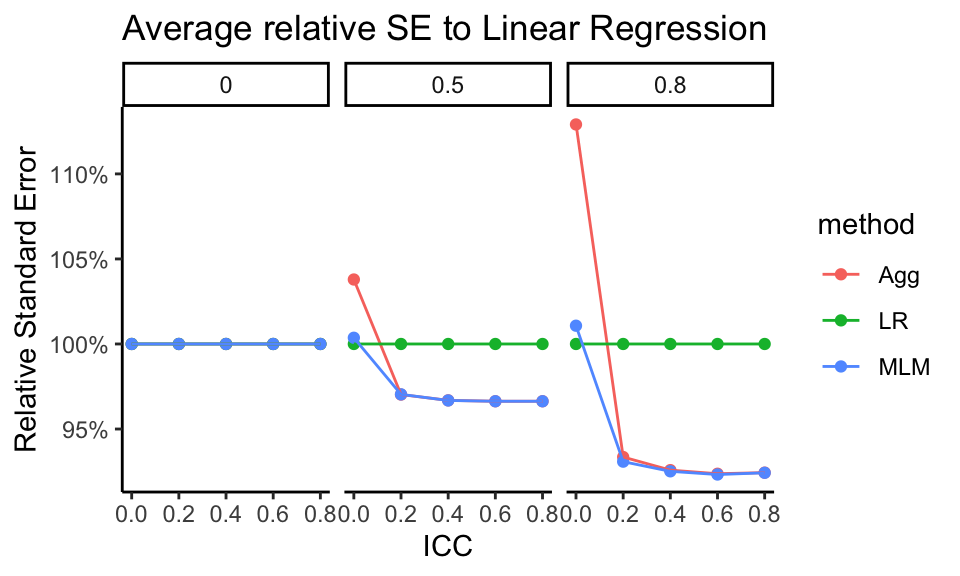 Average relative SE to Linear Regression
0 0.5 0.8
Relative Standard Error
110%
105%
100%
95%
0.0 0.2 0.4 0.6 0.8 0.0 0.2 0.4 0.6 0.8 0.0 0.2 0.4 0.6 0.8
ICC
method
Agg
LR
MLM